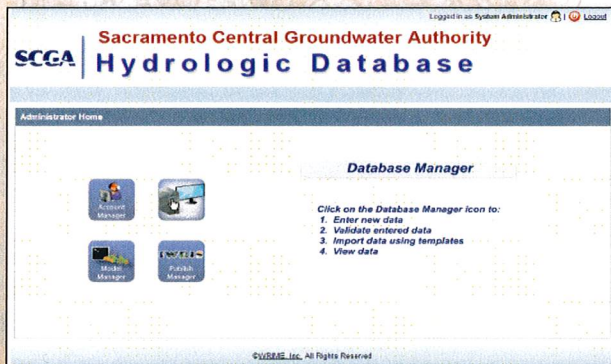 Logged in as System Administrator | Logout
SCGA
Sacramento Central Groundwater Authority
Hydrologic Database
Administrator Home
Account Manager
Model Manager
Publish Manager
Database Manager
Click on the Database Manager icon to:
1. Enter new data
2. Validate entered data
3. Import data using templates
4. View data
©WRIME, Inc. All Rights Reserved